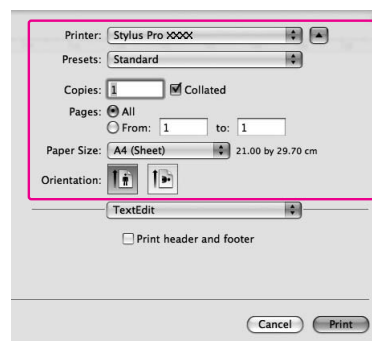 Printer: Stylus Pro XXXX
Presets: Standard
Copies: 1 Collated
Pages: All
From: 1 to: 1
Paper Size: A4 (Sheet) 21.00 by 29.70 cm
Orientation:
TextEdit
Print header and footer
Cancel Print